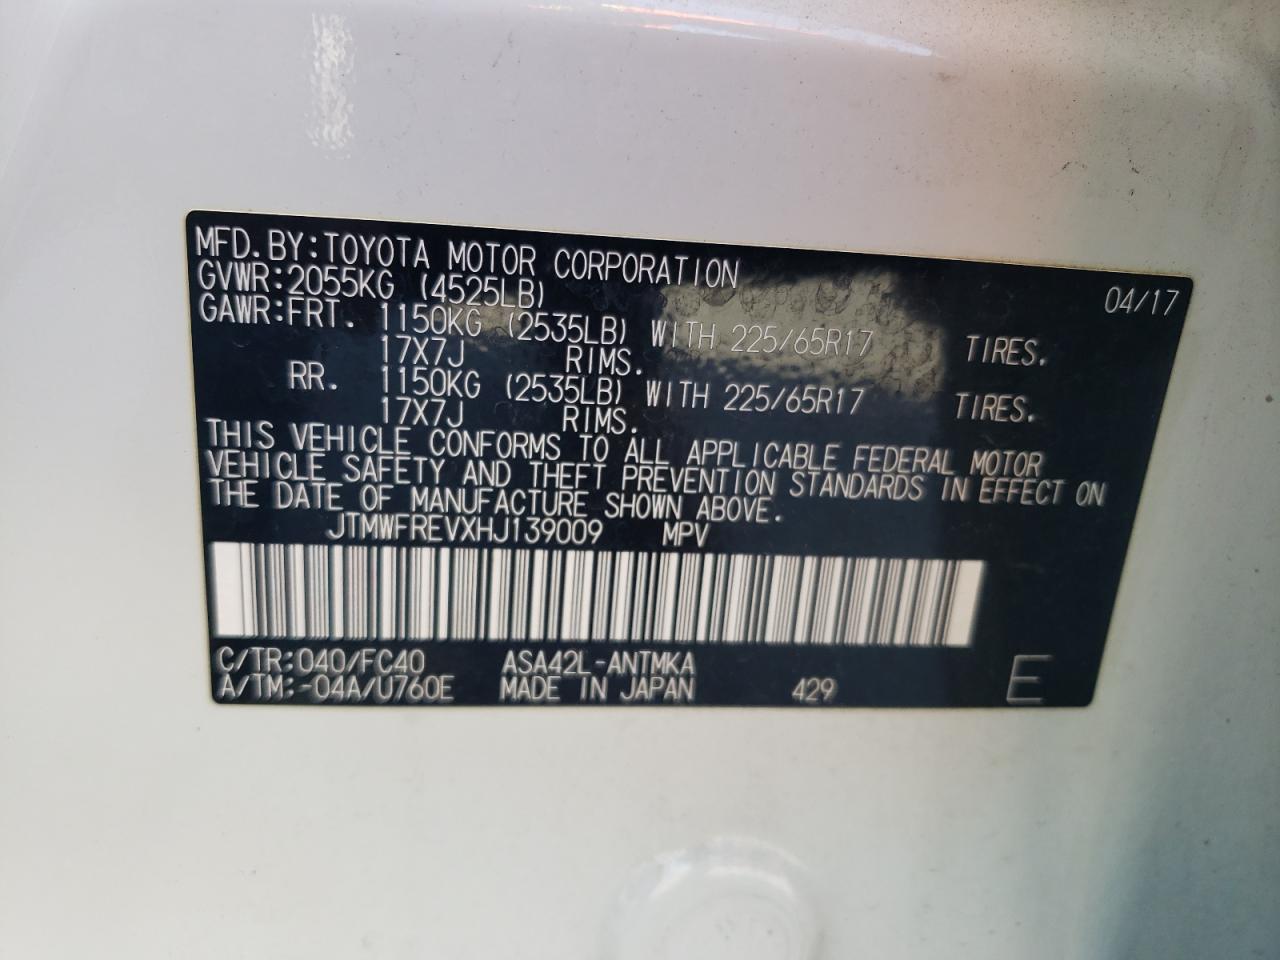 MFD.BY:TOYOTA MOTOR CORPORATION 04/17
GVWR:2055KG (4525LB)
GAWR:FRT. 1150KG (2535LB) WITH 225/65R17 TIRES.
17X7J RIMS.
RR. 1150KG (2535LB) WITH 225/65R17 TIRES.
17X7J RIMS.
THIS VEHICLE CONFORMS TO ALL APPLICABLE FEDERAL MOTOR
VEHICLE SAFETY AND THEFT PREVENTION STANDARDS IN EFFECT ON
THE DATE OF MANUFACTURE SHOWN ABOVE.
JTMWFREVXHJ139009 MPV
C/TR:040/FC40 ASA42L-ANTMKA
A/TM:-04A/U760E MADE IN JAPAN 429 E